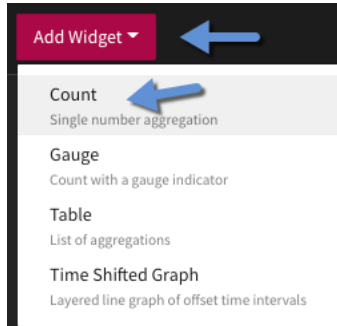 Add Widget
Count
Single number aggregation
Gauge
Count with a gauge indicator
Table
List of aggregations
Time Shifted Graph
Layered line graph of offset time intervals